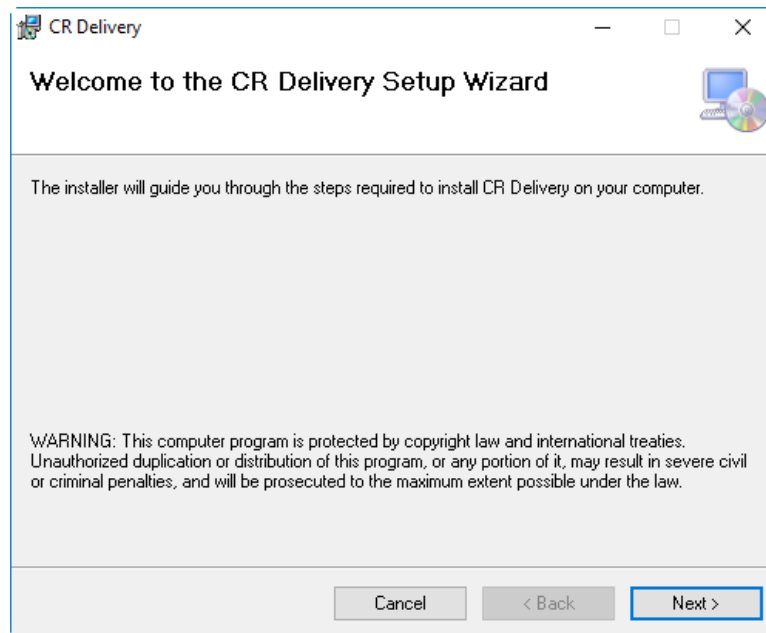 CR Delivery
Welcome to the CR Delivery Setup Wizard
The installer will guide you through the steps required to install CR Delivery on your computer.
WARNING: This computer program is protected by copyright law and international treaties.
Unauthorized duplication or distribution of this program, or any portion of it, may result in severe civil
or criminal penalties, and will be prosecuted to the maximum extent possible under the law.
Cancel < Back Next >